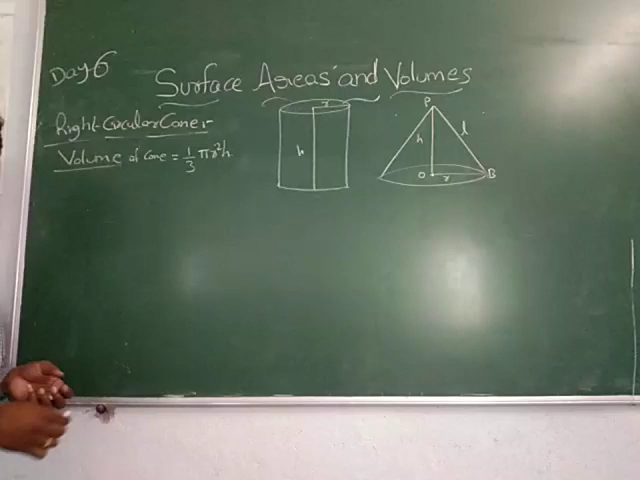 Day-6
Surface Areas and Volumes
Right-Circular Cone:-
Volume of Cone = 1/3 πr²h
r
h
P
h
l
O
r
B